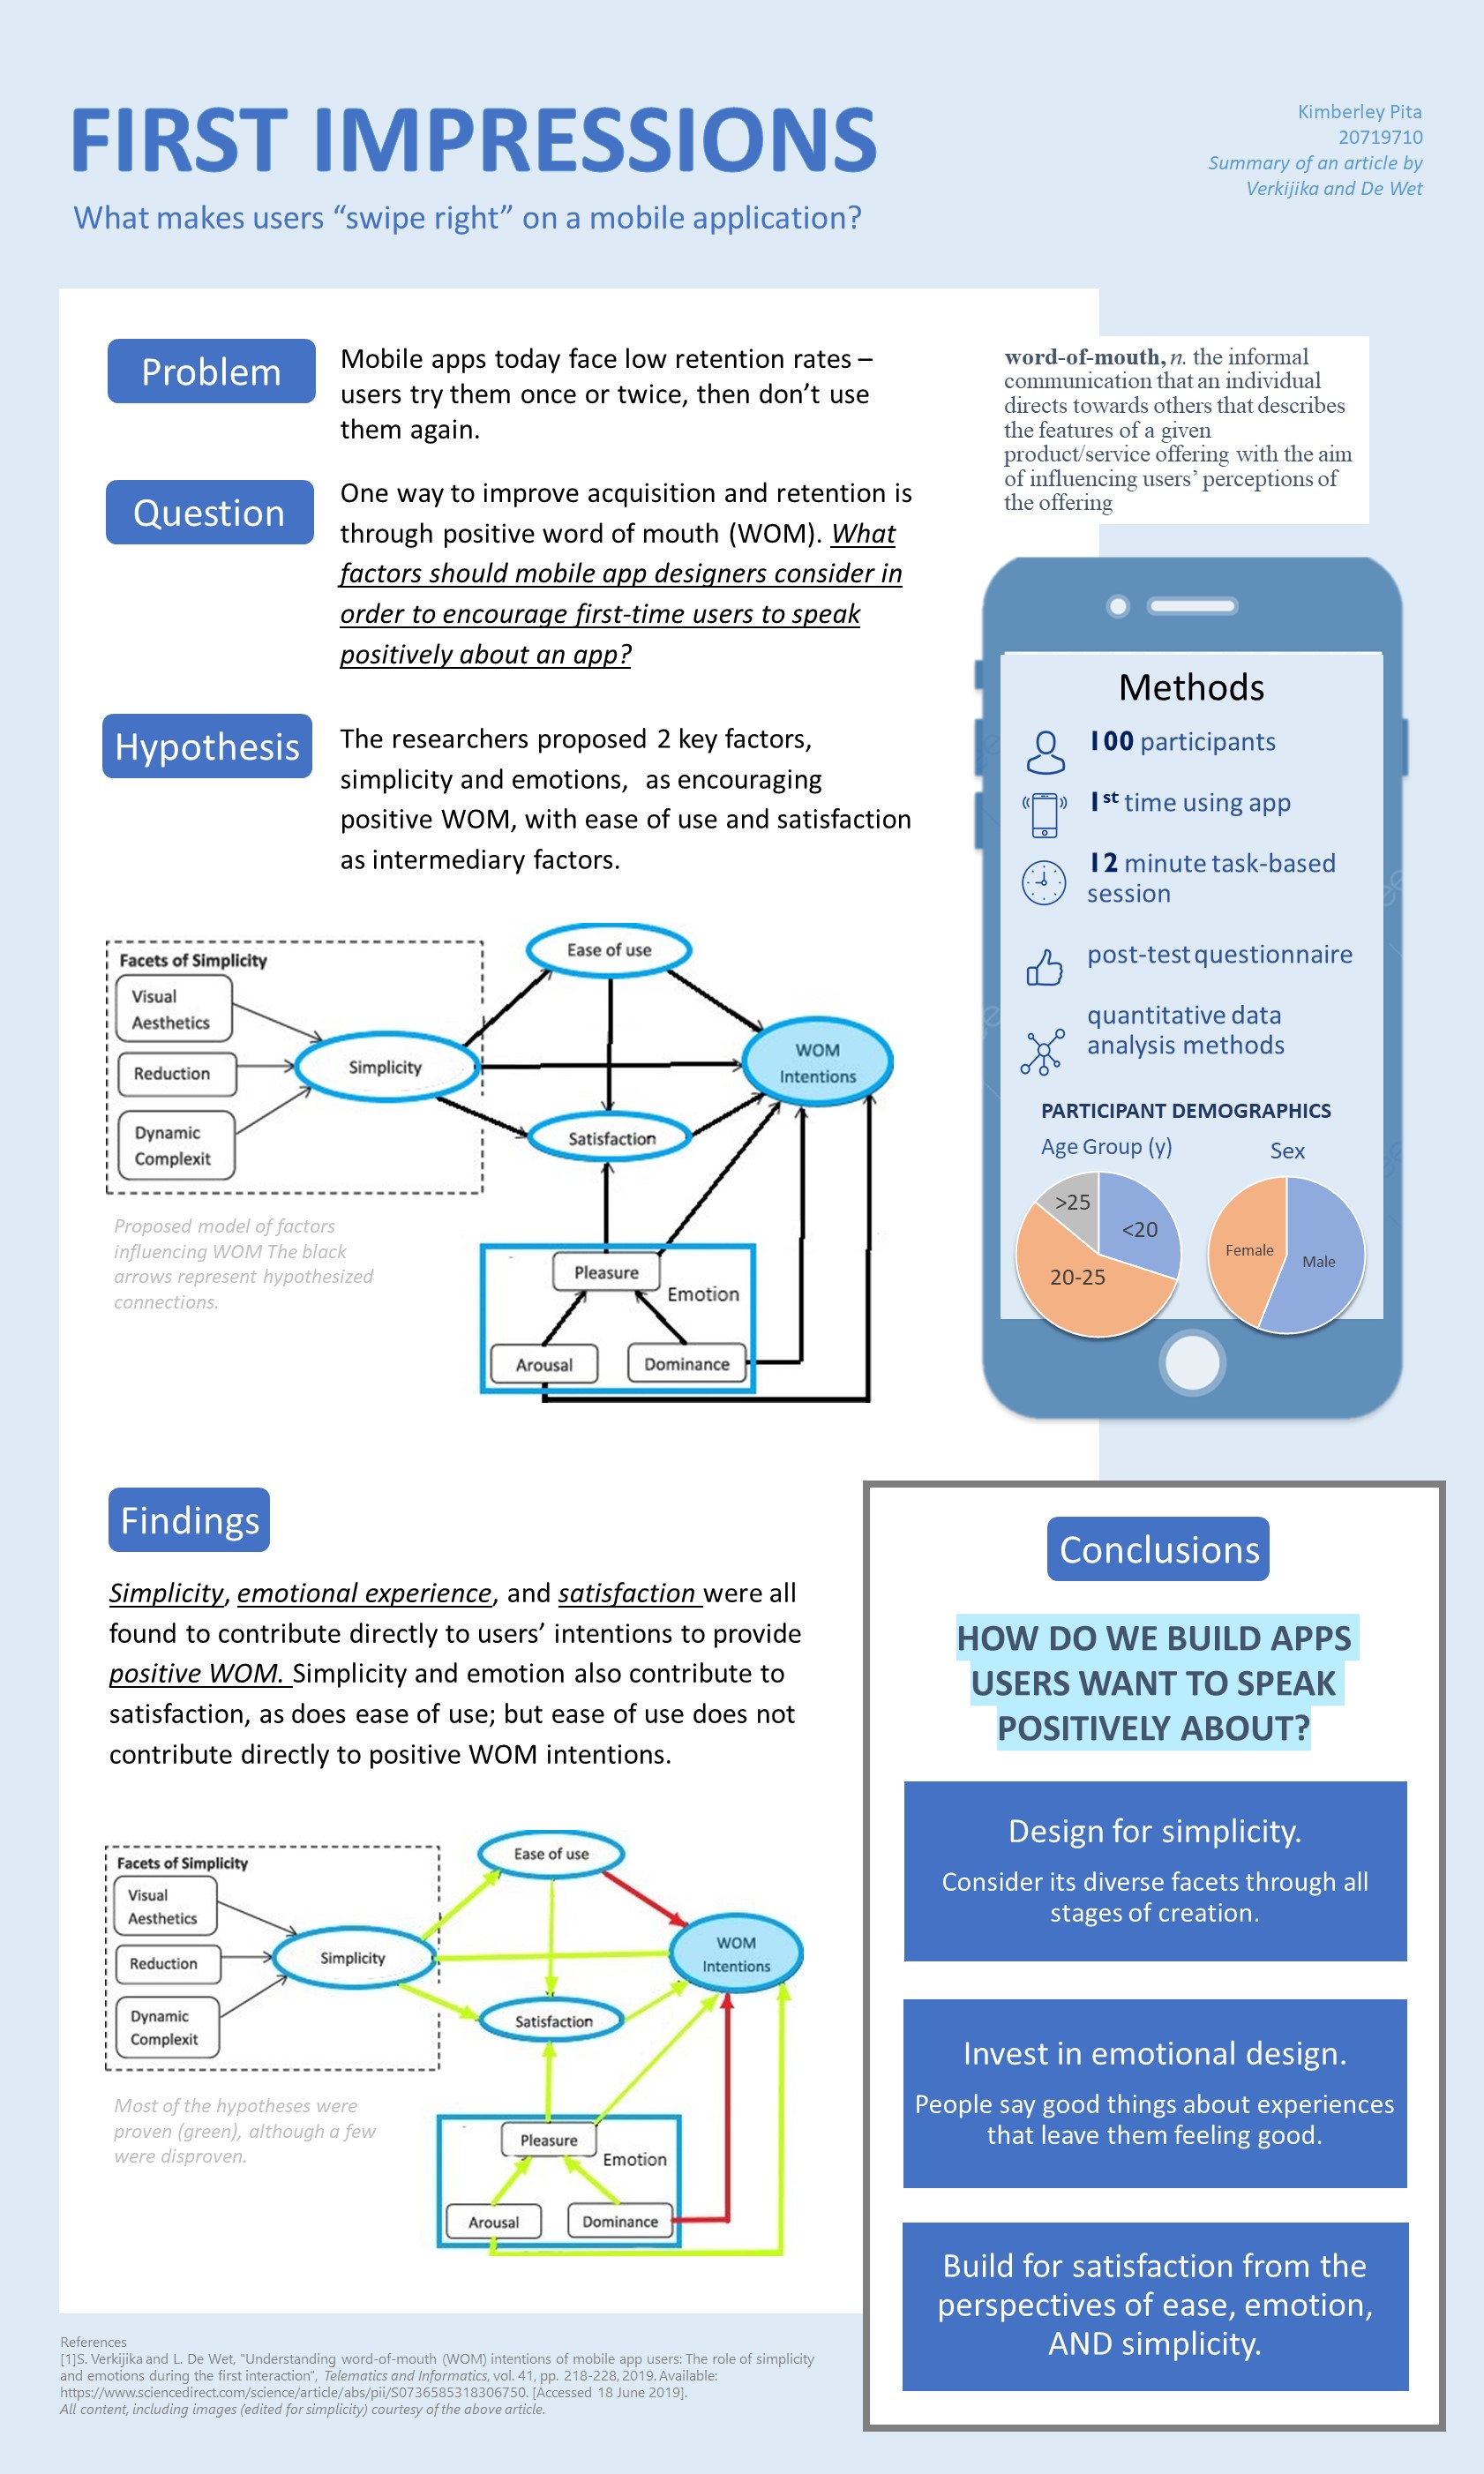 FIRST IMPRESSIONS
What makes users “swipe right” on a mobile application?
Kimberley Pita
20719710
Summary of an article by
Verkijika and De Wet
Problem
Mobile apps today face low retention rates –
users try them once or twice, then don’t use
them again.
word-of-mouth, n. the informal
communication that an individual
directs towards others that describes
the features of a given
product/service offering with the aim
of influencing users’ perceptions of
the offering
Question
One way to improve acquisition and retention is
through positive word of mouth (WOM). What
factors should mobile app designers consider in
order to encourage first-time users to speak
positively about an app?
Hypothesis
The researchers proposed 2 key factors,
simplicity and emotions, as encouraging
positive WOM, with ease of use and satisfaction
as intermediary factors.
Facets of Simplicity
Visual
Aesthetics
Reduction
Dynamic
Complexit
Simplicity
Ease of use
Satisfaction
WOM
Intentions
Pleasure
Emotion
Arousal
Dominance
Proposed model of factors
influencing WOM The black
arrows represent hypothesized
connections.
Methods
100 participants
1st time using app
12 minute task-based
session
post-test questionnaire
quantitative data
analysis methods
PARTICIPANT DEMOGRAPHICS
Age Group (y)
>25
<20
20-25
Sex
Female
Male
Findings
Simplicity, emotional experience, and satisfaction were all
found to contribute directly to users’ intentions to provide
positive WOM. Simplicity and emotion also contribute to
satisfaction, as does ease of use; but ease of use does not
contribute directly to positive WOM intentions.
Facets of Simplicity
Visual
Aesthetics
Reduction
Dynamic
Complexit
Simplicity
Ease of use
Satisfaction
WOM
Intentions
Pleasure
Emotion
Arousal
Dominance
Most of the hypotheses were
proven (green), although a few
were disproven.
Conclusions
HOW DO WE BUILD APPS
USERS WANT TO SPEAK
POSITIVELY ABOUT?
Design for simplicity.
Consider its diverse facets through all
stages of creation.
Invest in emotional design.
People say good things about experiences
that leave them feeling good.
Build for satisfaction from the
perspectives of ease, emotion,
AND simplicity.
References
[1]S. Verkijika and L. De Wet, "Understanding word-of-mouth (WOM) intentions of mobile app users: The role of simplicity
and emotions during the first interaction", Telematics and Informatics, vol. 41, pp. 218-228, 2019. Available:
https://www.sciencedirect.com/science/article/abs/pii/S0736585318306750. [Accessed 18 June 2019].
All content, including images (edited for simplicity) courtesy of the above article.